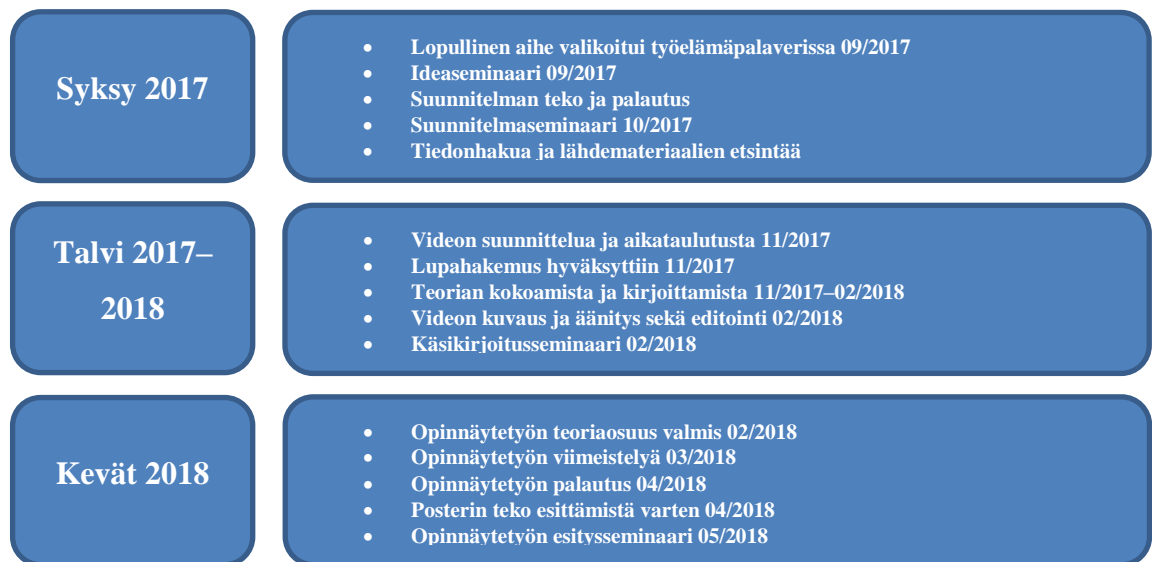 Syksy 2017
• Lopullinen aihe valikoitui työelämäpalaverissa 09/2017
• Ideaseminaari 09/2017
• Suunnitelman teko ja palautus
• Suunnitelmaseminaari 10/2017
• Tiedonhakua ja lähdemateriaalien etsintää
Talvi 2017–
2018
• Videon suunnittelua ja aikataulutusta 11/2017
• Lupahakemus hyväksyttiin 11/2017
• Teorian kokoamista ja kirjoittamista 11/2017–02/2018
• Videon kuvaus ja äänitys sekä editointi 02/2018
• Käsikirjoitusseminaari 02/2018
Kevät 2018
• Opinnäytetyön teoriaosuus valmis 02/2018
• Opinnäytetyön viimeistelyä 03/2018
• Opinnäytetyön palautus 04/2018
• Posterin teko esittämistä varten 04/2018
• Opinnäytetyön esitysseminaari 05/2018